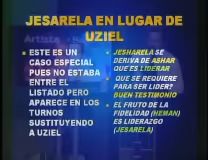 JESARELA EN LUGAR DE
UZIEL
• ESTE ES UN
CASO ESPECIAL
PUES NO ESTABA
ENTRE EL
LISTADO PERO
APARECE EN LOS
TURNOS
SUSTITUYENDO
A UZIEL
• JESHARELA SE
DERIVA DE ASHAR
QUE ES LIDERAR
• QUE SE REQUIERE
PARA SER LIDER?
BUEN TESTIMONIO
• EL FRUTO DE LA
FIDELIDAD (HEMAN)
ES LIDERAZGO
(JESARELA)